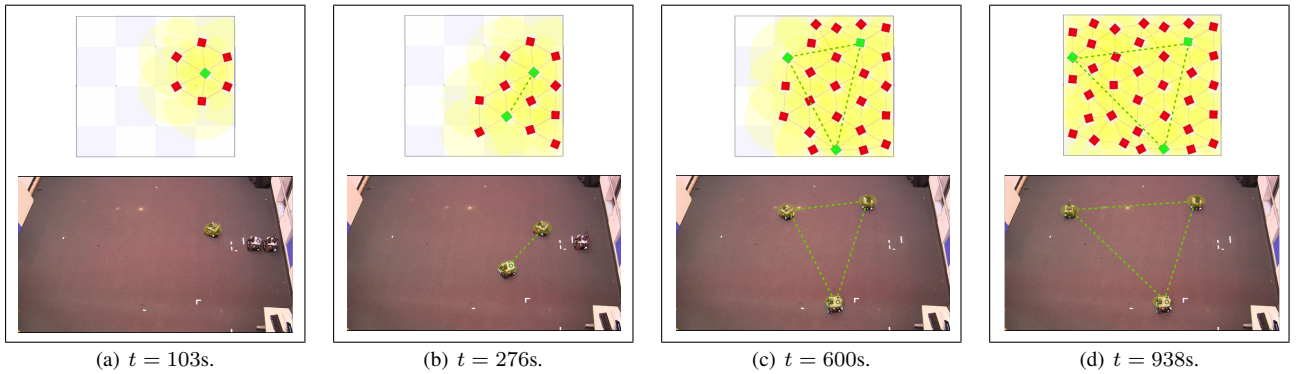 (a) t = 103s.
(b) t = 276s.
(c) t = 600s.
(d) t = 938s.